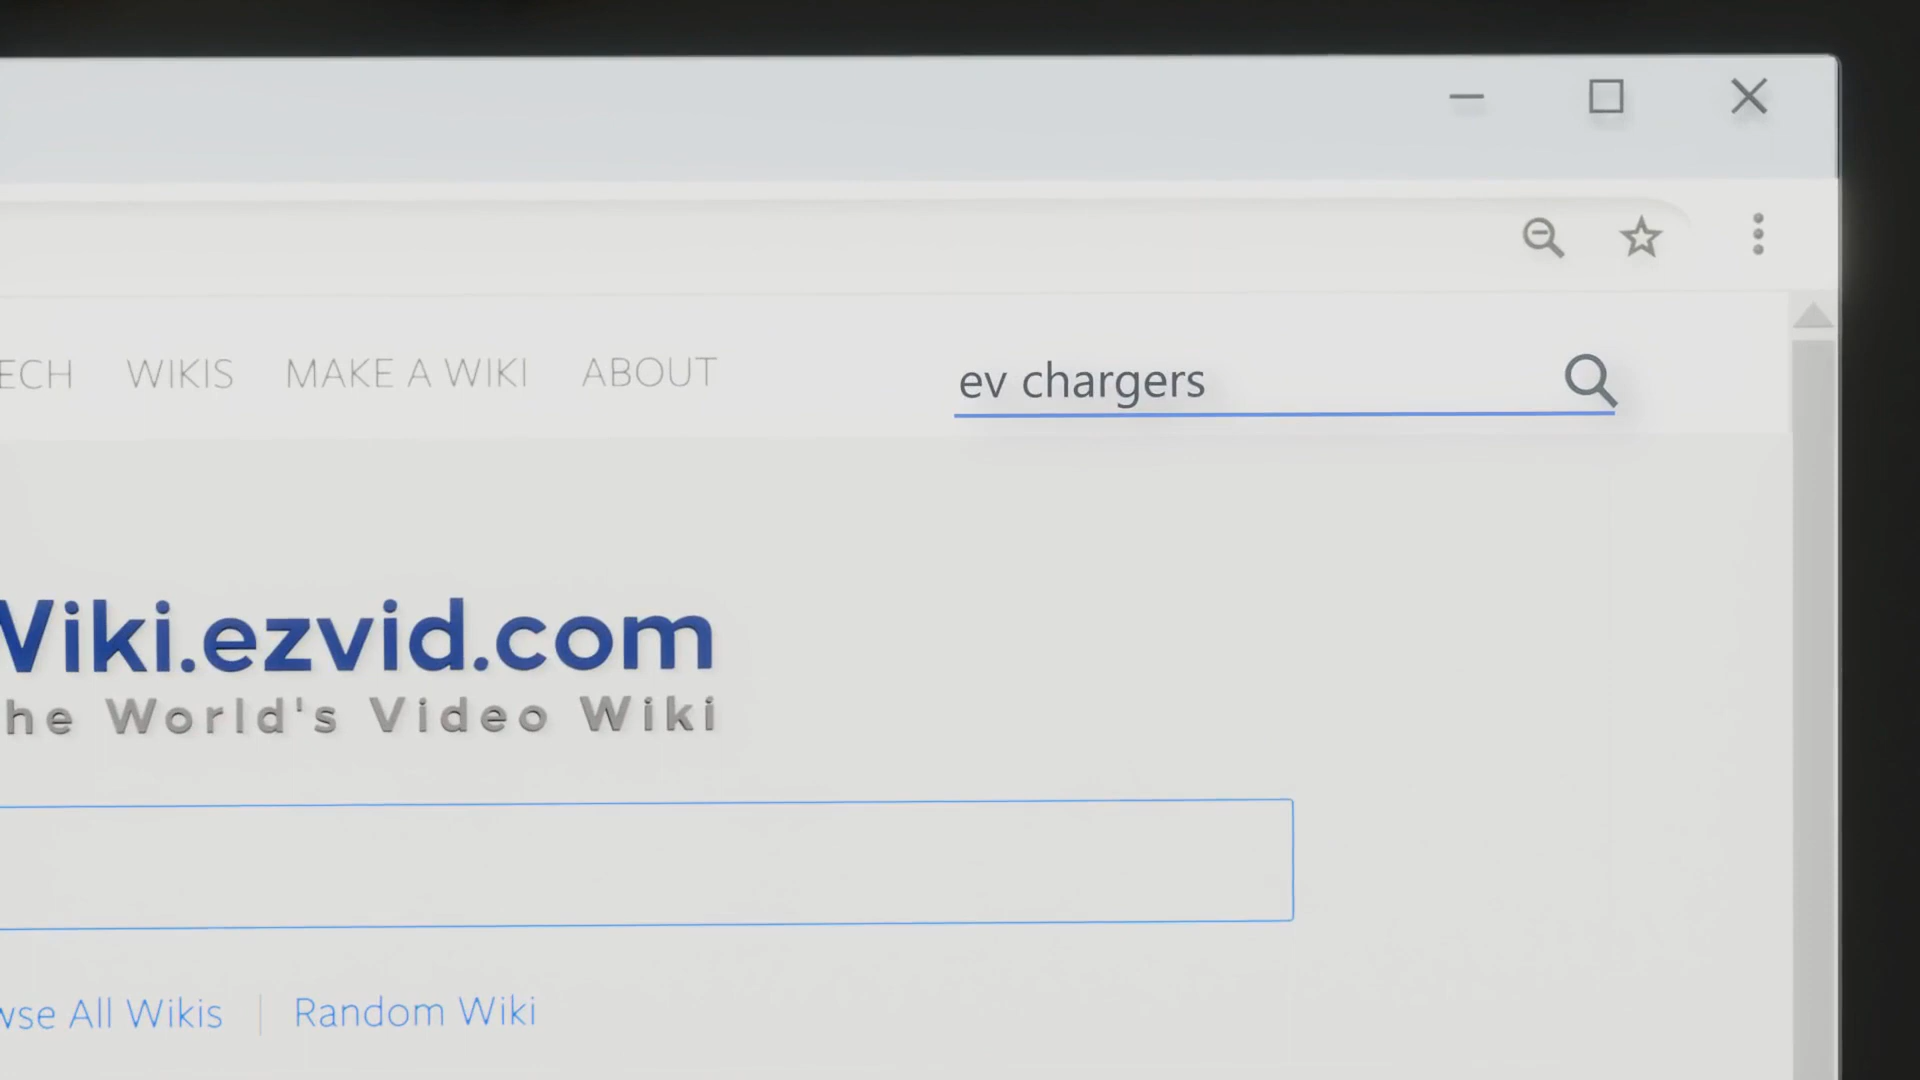 ECH WIKIS MAKE A WIKI ABOUT
ev chargers
Wiki.ezvid.com
he World's Video Wiki
wse All Wikis | Random Wiki